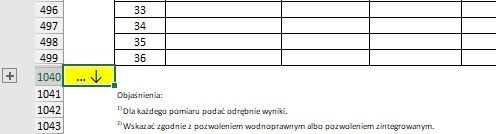 496 33
497 34
498 35
499 36
1040 ... ↓
1041 Objaśnienia:
1042 1) Dla każdego pomiaru podać odrębnie wyniki.
1043 2) Wskazać zgodnie z pozwoleniem wodnoprawnym albo pozwoleniem zintegrowanym.